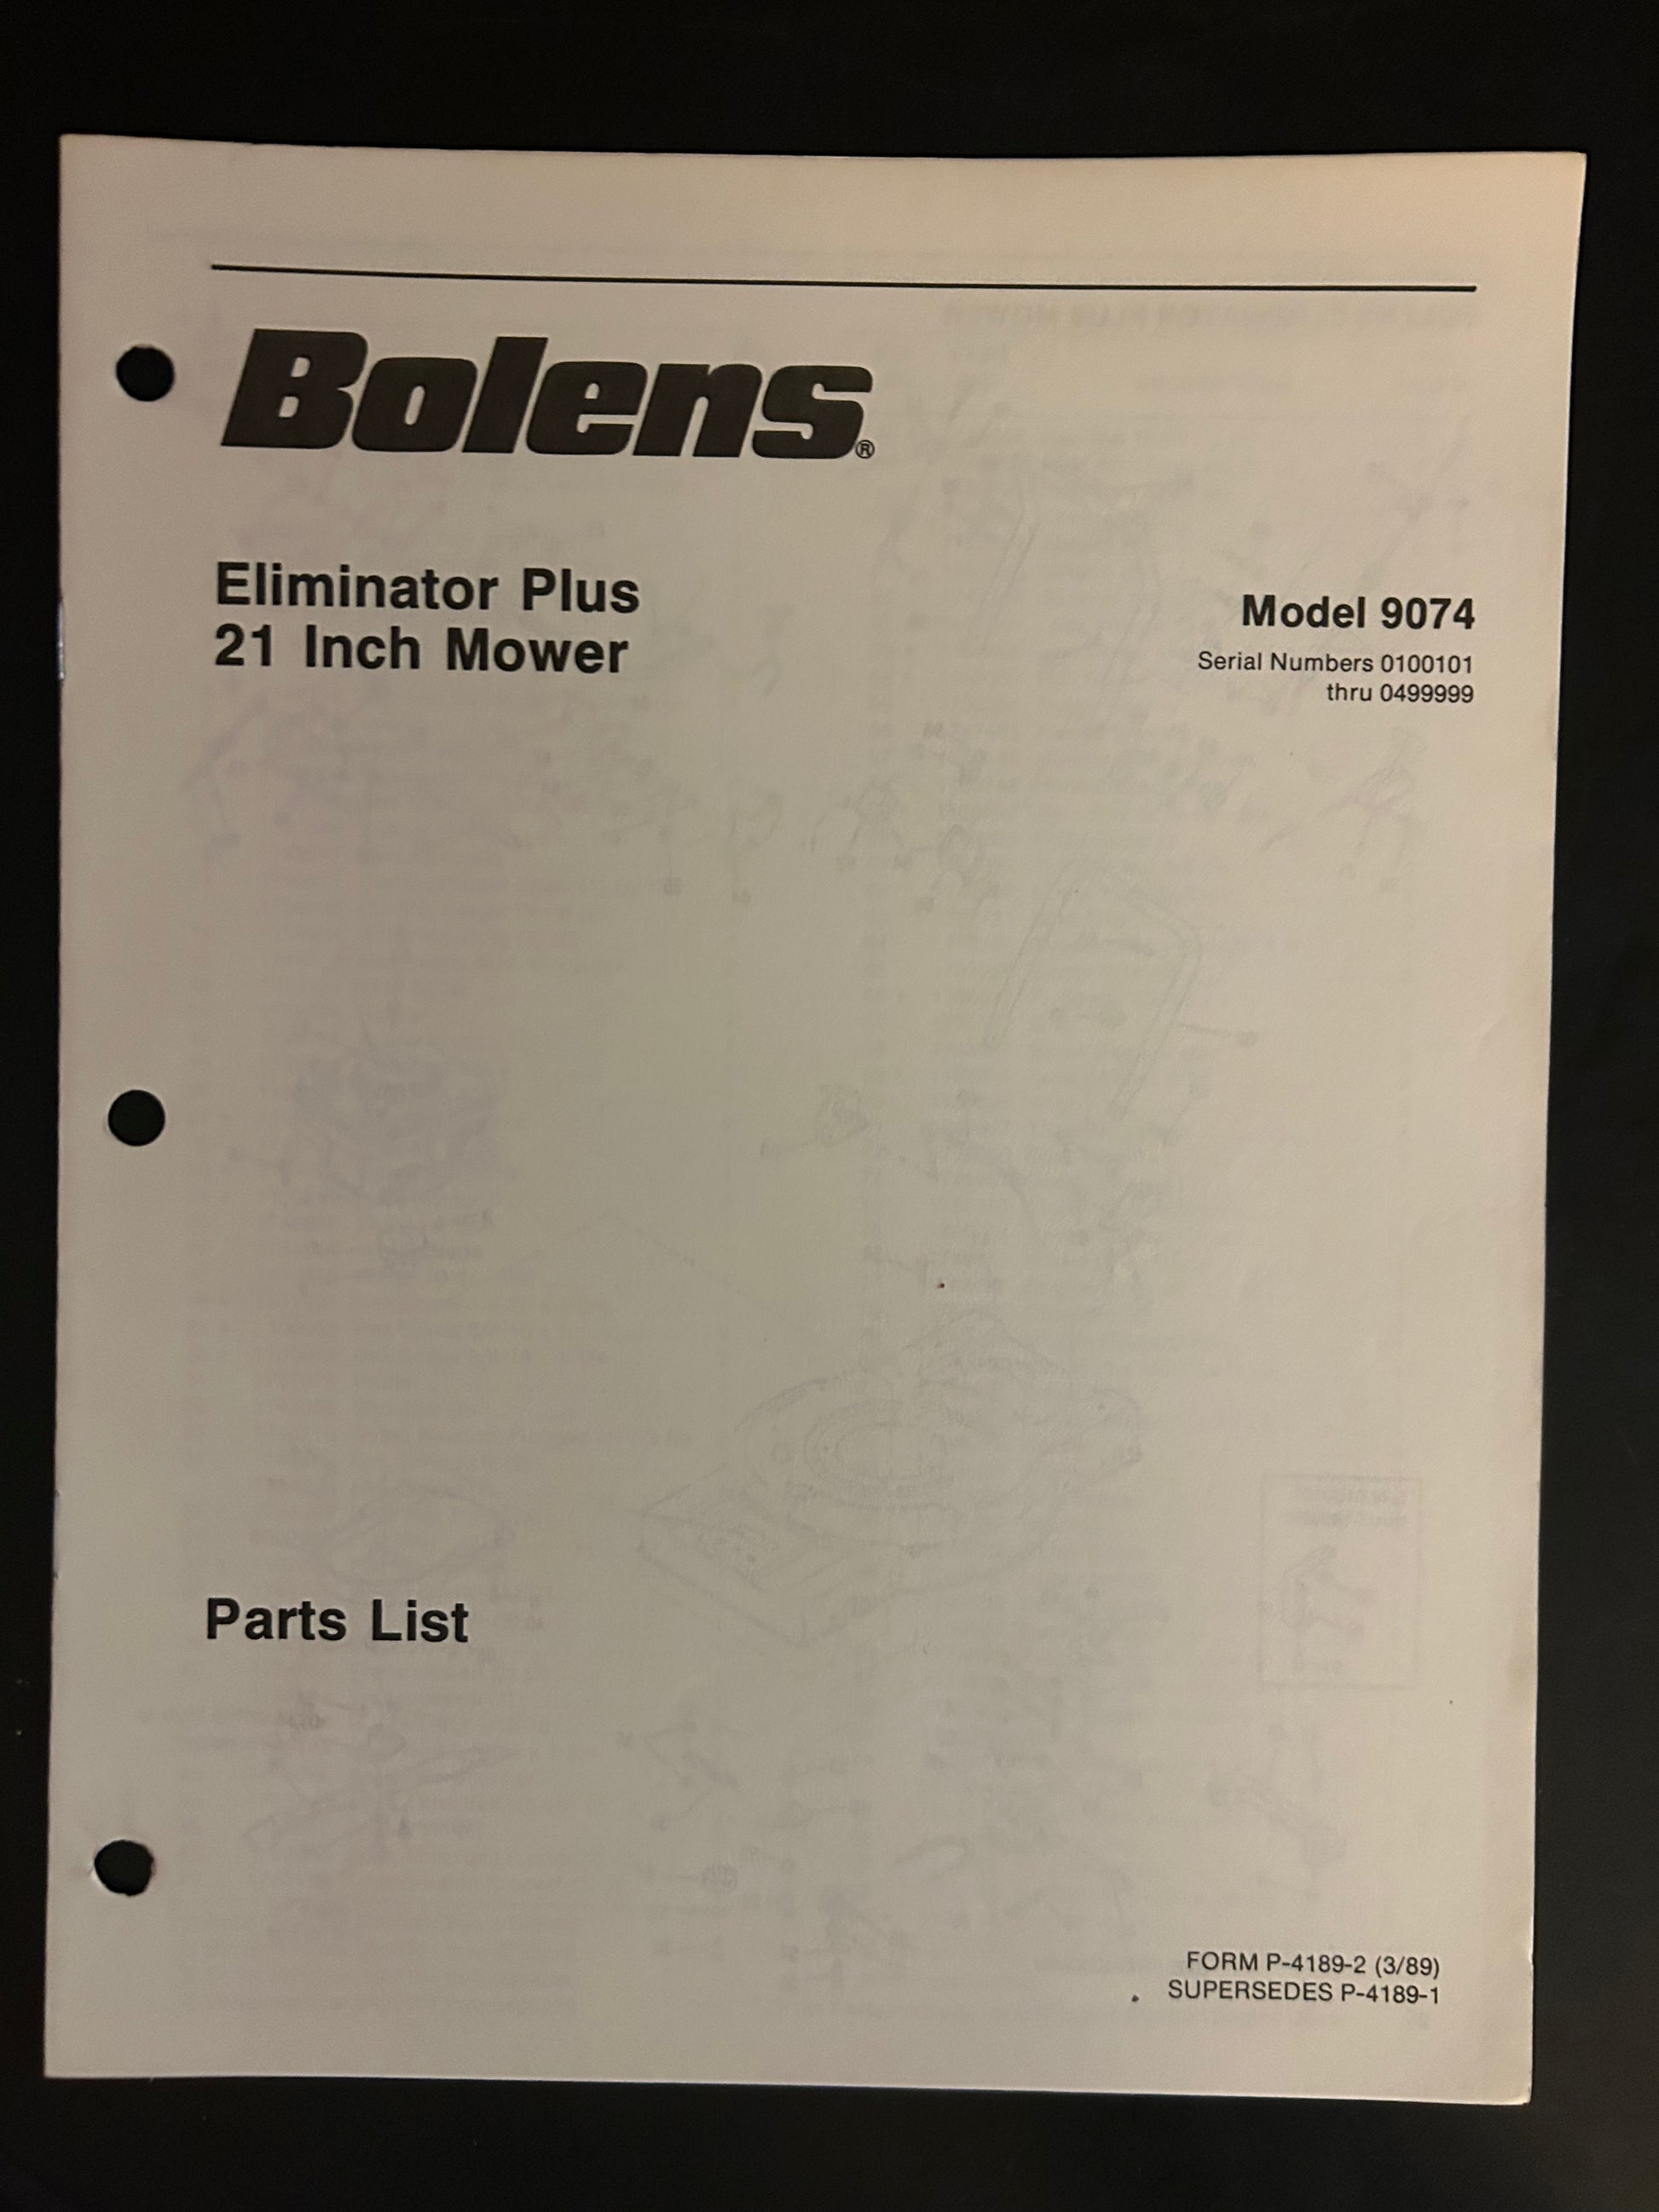 Bolens®
Eliminator Plus
21 Inch Mower
Model 9074
Serial Numbers 0100101
thru 0499999
Parts List
FORM P-4189-2 (3/89)
SUPERSEDES P-4189-1